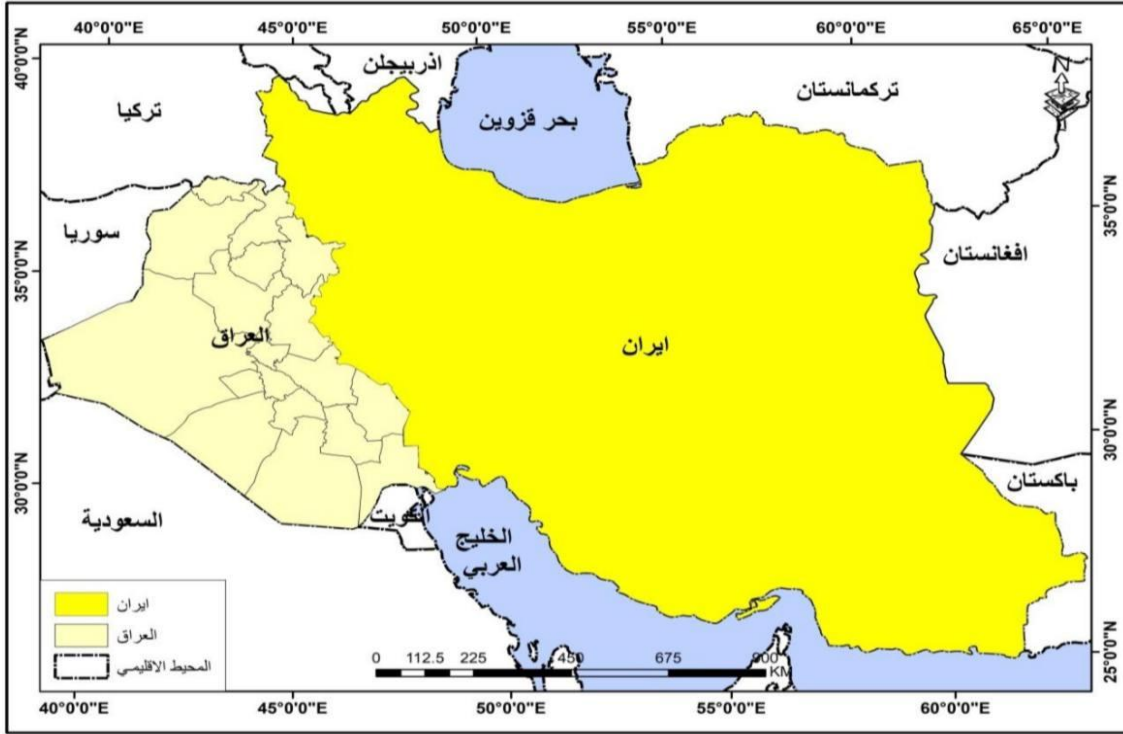 40°0'0"E 45°0'0"E 50°0'0"E 55°0'0"E 60°0'0"E 65°0'0"E
40°0'0"N
اذربيجلن
تركيا
بحر قزوين
تركمانستان
N
35°0'0"N
سوريا
افغانستان
35°0'0"N
العراق
ايران
30°0'0"N
30°0'0"N
باكستان
السعودية
الكويت
الخليج
العربي
ايران
العراق
المحيط الاقليمي
0 112.5 225 450 675 900
KM
25°0'0"N
40°0'0"E 45°0'0"E 50°0'0"E 55°0'0"E 60°0'0"E